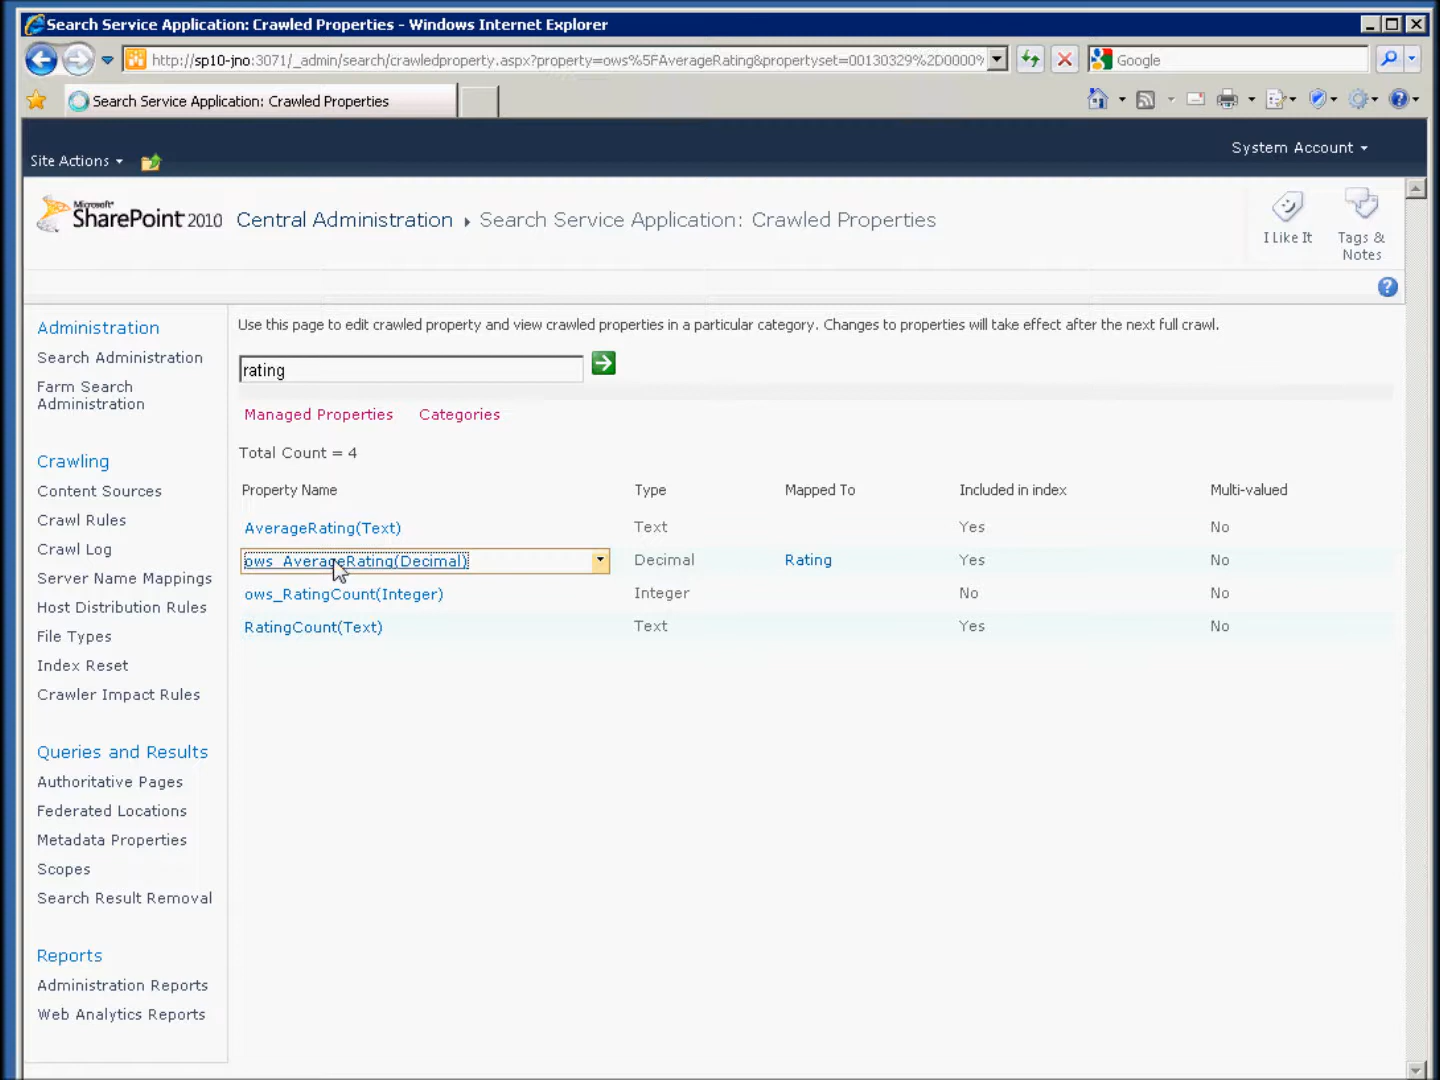 Search Service Application: Crawled Properties - Windows Internet Explorer
http://sp10-jno:3071/_admin/search/crawledproperty.aspx?property=ows%5FAverageRating&propertyset=00130329%2D0000%
Google
Search Service Application: Crawled Properties
Site Actions
System Account
Microsoft SharePoint 2010 Central Administration Search Service Application: Crawled Properties
I Like It
Tags & Notes
Use this page to edit crawled property and view crawled properties in a particular category. Changes to properties will take effect after the next full crawl.
rating
Managed Properties Categories
Total Count = 4
Property Name Type Mapped To Included in index Multi-valued
AverageRating(Text) Text Yes No
ows_AverageRating(Decimal) Decimal Rating Yes No
ows_RatingCount(Integer) Integer No No
RatingCount(Text) Text Yes No
Administration
Search Administration
Farm Search
Administration
Crawling
Content Sources
Crawl Rules
Crawl Log
Server Name Mappings
Host Distribution Rules
File Types
Index Reset
Crawler Impact Rules
Queries and Results
Authoritative Pages
Federated Locations
Metadata Properties
Scopes
Search Result Removal
Reports
Administration Reports
Web Analytics Reports